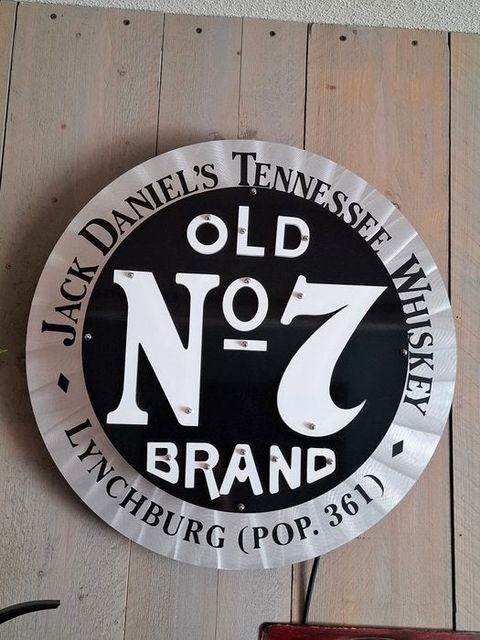 JACK DANIEL'S TENNESSEE WHISKEY
OLD
No 7
BRAND
LYNCHBURG (POP. 361)